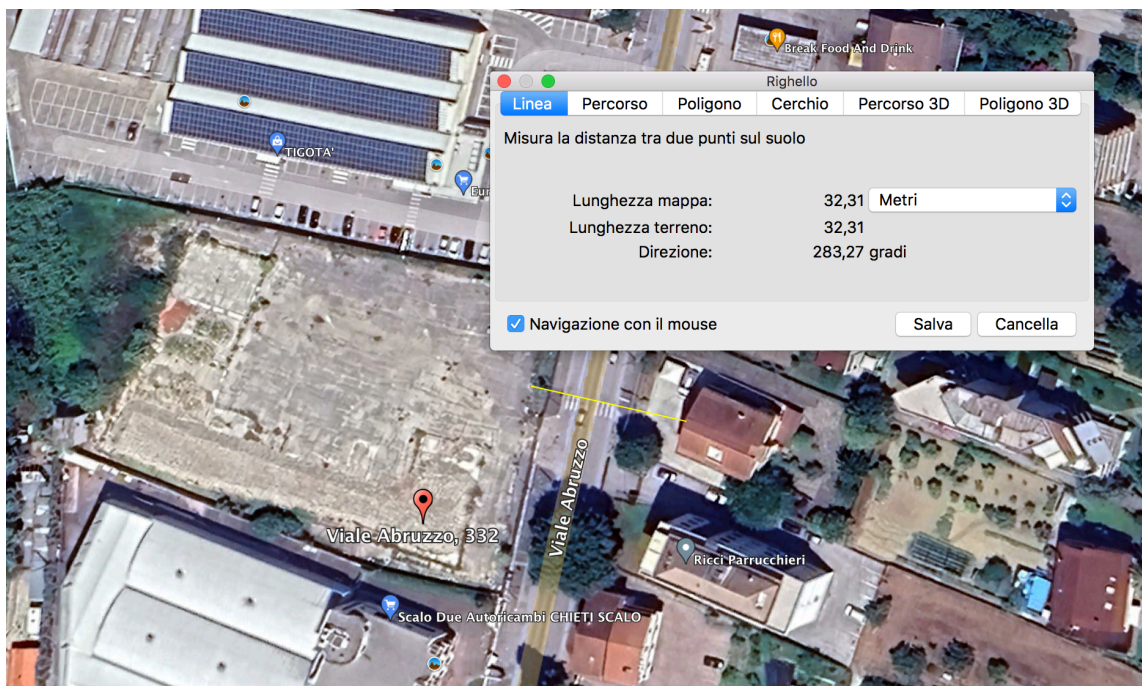 Break Food And Drink
Righello
Linea
Percorso
Poligono
Cerchio
Percorso 3D
Poligono 3D
Misura la distanza tra due punti sul suolo
TIGOTA'
Eur
Lunghezza mappa: 32,31 Metri
Lunghezza terreno: 32,31
Direzione: 283,27 gradi
Navigazione con il mouse
Salva
Cancella
Viale Abruzzo
Viale Abruzzo, 332
Ricci Parrucchieri
Scalo Due Autoricambi CHIETI SCALO